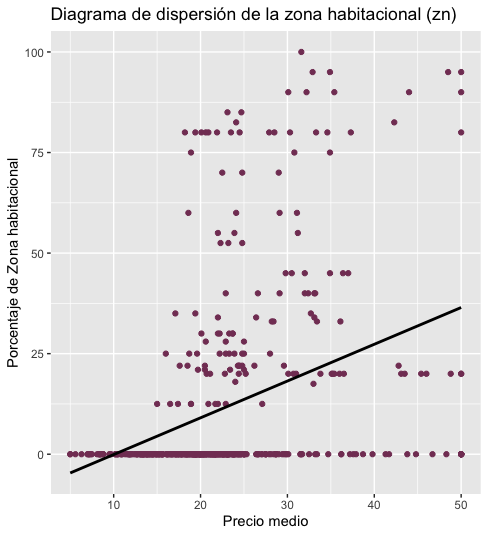 Diagrama de dispersión de la zona habitacional (zn)
Porcentaje de Zona habitacional
100
75
50
25
0
10 20 30 40 50
Precio medio